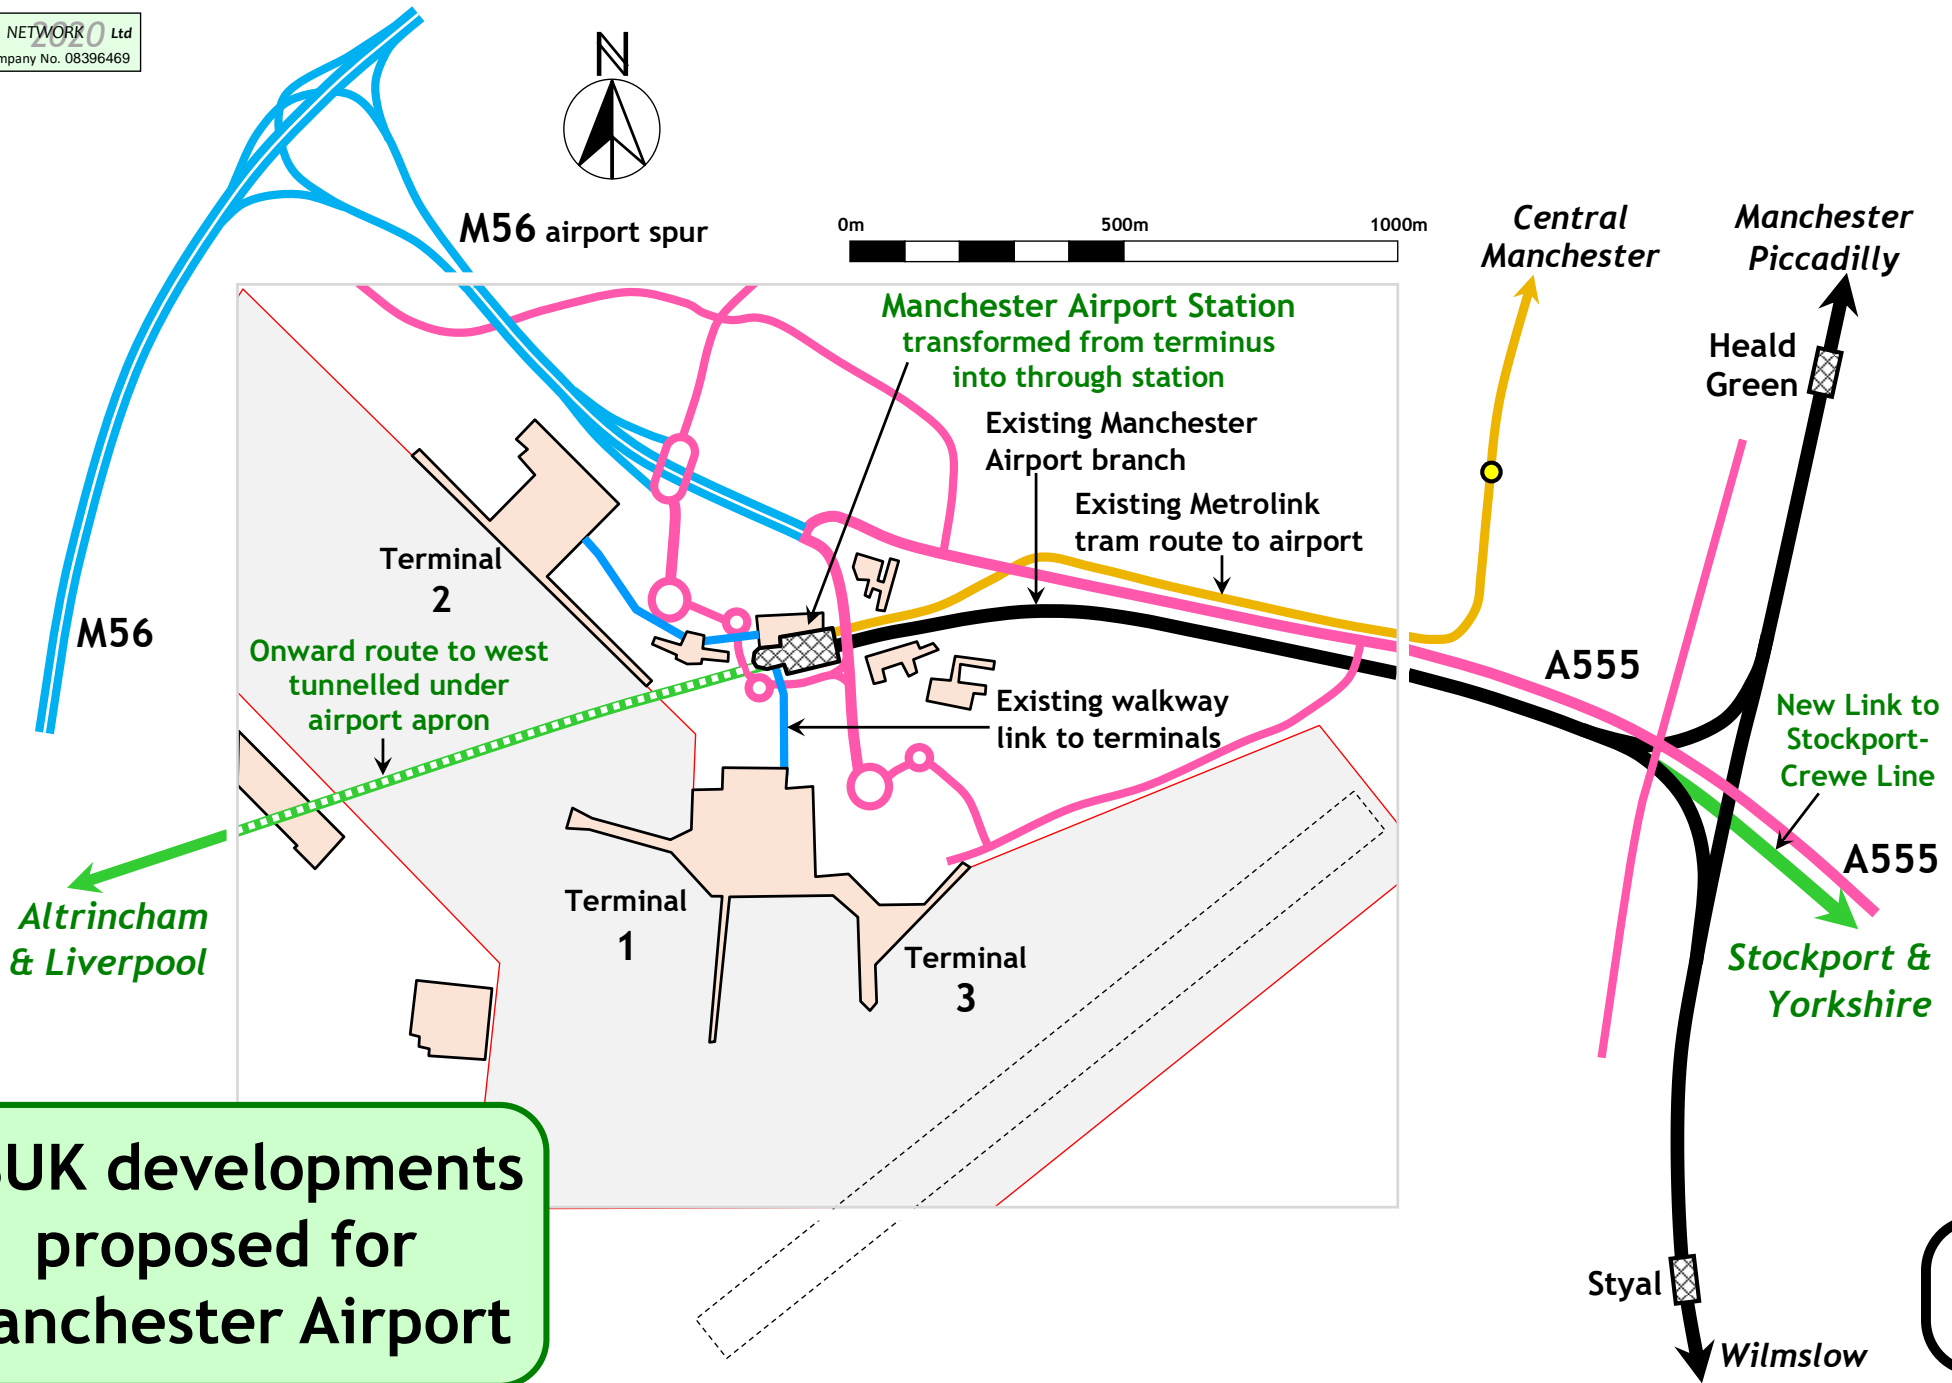 NETWORK 2020 Ltd
mpany No. 08396469
N
M56 airport spur
0m 500m 1000m
Central
Manchester
Manchester
Piccadilly
Manchester Airport Station
transformed from terminus
into through station
Heald
Green
Existing Manchester
Airport branch
Existing Metrolink
tram route to airport
Terminal
2
M56
Onward route to west
tunnelled under
airport apron
A555
Existing walkway
link to terminals
New Link to
Stockport-
Crewe Line
A555
Altrincham
& Liverpool
Terminal
1
Terminal
3
Stockport &
Yorkshire
UK developments
proposed for
anchester Airport
Styal
Wilmslow